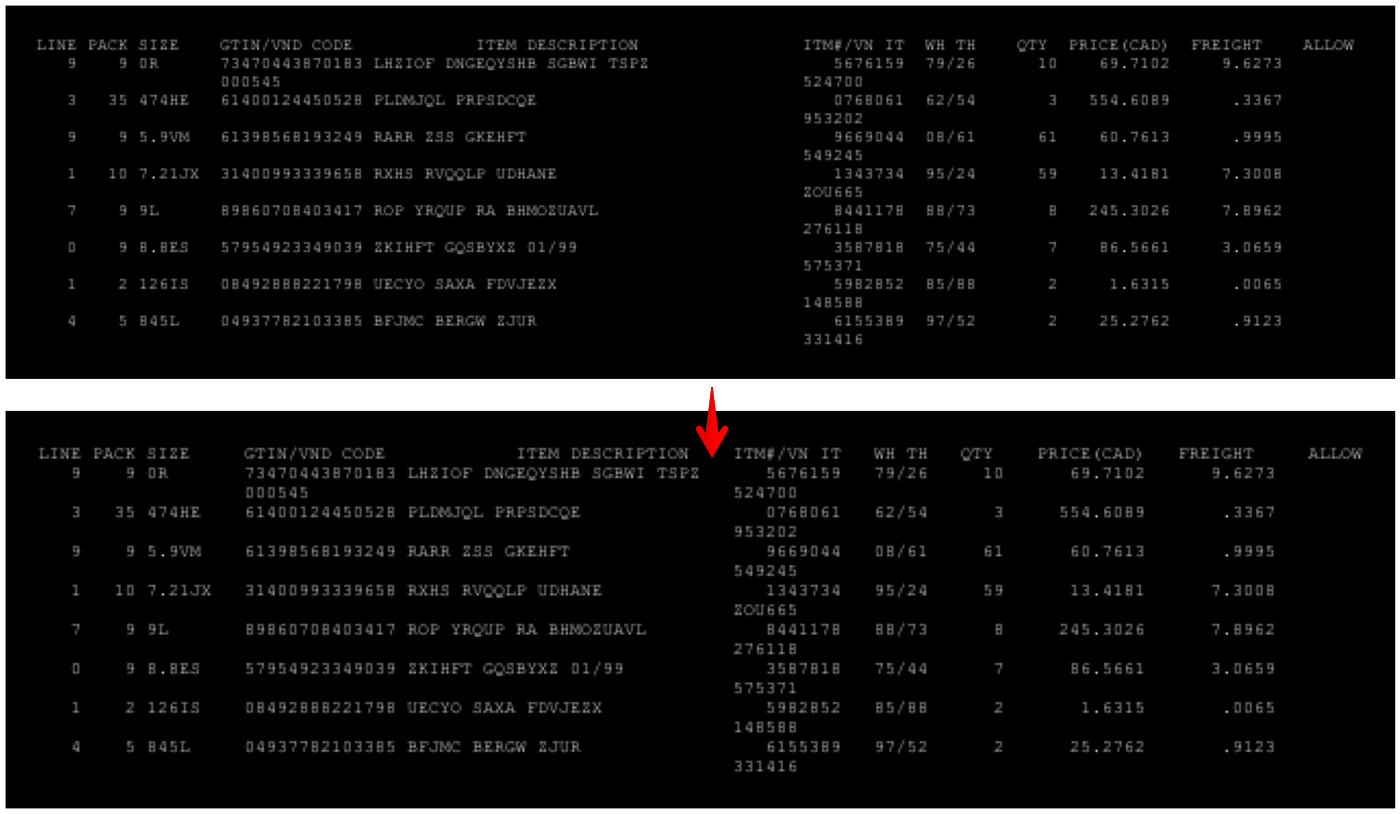 LINE PACK SIZE GTIN/VND CODE ITEM DESCRIPTION ITM#/VN IT WH TH QTY PRICE(CAD) FREIGHT ALLOW
9 9 0R 73470443870183 LHZIOF DNGEQYSHB SGBWI TSPZ 5676159 79/26 10 69.7102 9.6273
000545 524700
3 35 474HE 61400124450528 PLDMJQL PRPSDCQE 0768061 62/54 3 554.6089 .3367
953202
9 9 5.9VM 61398568193249 RARR ZSS GKEHFT 9669044 08/61 61 60.7613 .9995
549245
1 10 7.21JX 31400993339658 RXHS RVQQLP UDHANE 1343734 95/24 59 13.4181 7.3008
ZOU665
7 9 9L 89860708403417 ROP YRQUP RA BHMOZUAVL 8441178 88/73 8 245.3026 7.8962
276118
0 9 8.8ES 57954923349039 ZKIHFT GQSBYXZ 01/99 3587818 75/44 7 86.5661 3.0659
575371
1 2 126IS 08492888221798 UECYO SAXA FDVJEZX 5982852 85/88 2 1.6315 .0065
148588
4 5 845L 04937782103385 BFJMC BERGW ZJUR 6155389 97/52 2 25.2762 .9123
331416
LINE PACK SIZE GTIN/VND CODE ITEM DESCRIPTION ITM#/VN IT WH TH QTY PRICE(CAD) FREIGHT ALLOW
9 9 0R 73470443870183 LHZIOF DNGEQYSHB SGBWI TSPZ 5676159 79/26 10 69.7102 9.6273
000545 524700
3 35 474HE 61400124450528 PLDMJQL PRPSDCQE 0768061 62/54 3 554.6089 .3367
953202
9 9 5.9VM 61398568193249 RARR ZSS GKEHFT 9669044 08/61 61 60.7613 .9995
549245
1 10 7.21JX 31400993339658 RXHS RVQQLP UDHANE 1343734 95/24 59 13.4181 7.3008
ZOU665
7 9 9L 89860708403417 ROP YRQUP RA BHMOZUAVL 8441178 88/73 8 245.3026 7.8962
276118
0 9 8.8ES 57954923349039 ZKIHFT GQSBYXZ 01/99 3587818 75/44 7 86.5661 3.0659
575371
1 2 126IS 08492888221798 UECYO SAXA FDVJEZX 5982852 85/88 2 1.6315 .0065
148588
4 5 845L 04937782103385 BFJMC BERGW ZJUR 6155389 97/52 2 25.2762 .9123
331416